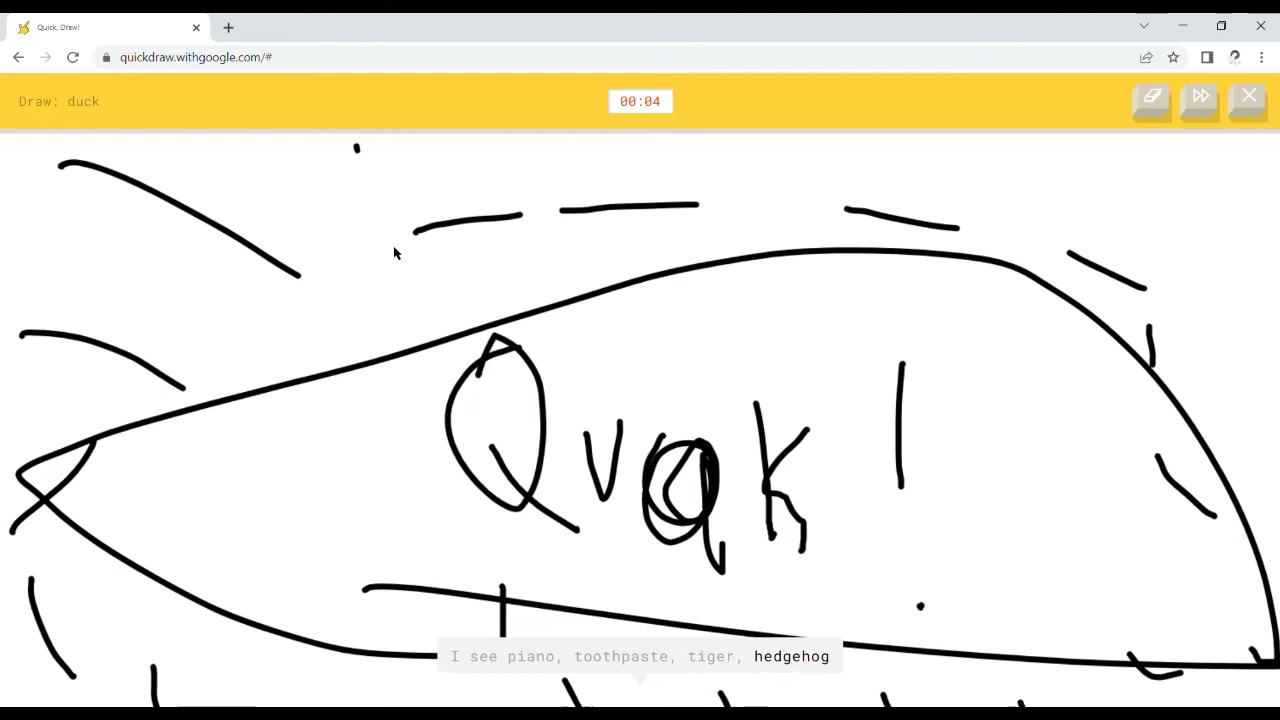 Quick, Draw!
quickdraw.withgoogle.com/#
Draw: duck
00:04
Quak!
I see piano, toothpaste, tiger, hedgehog